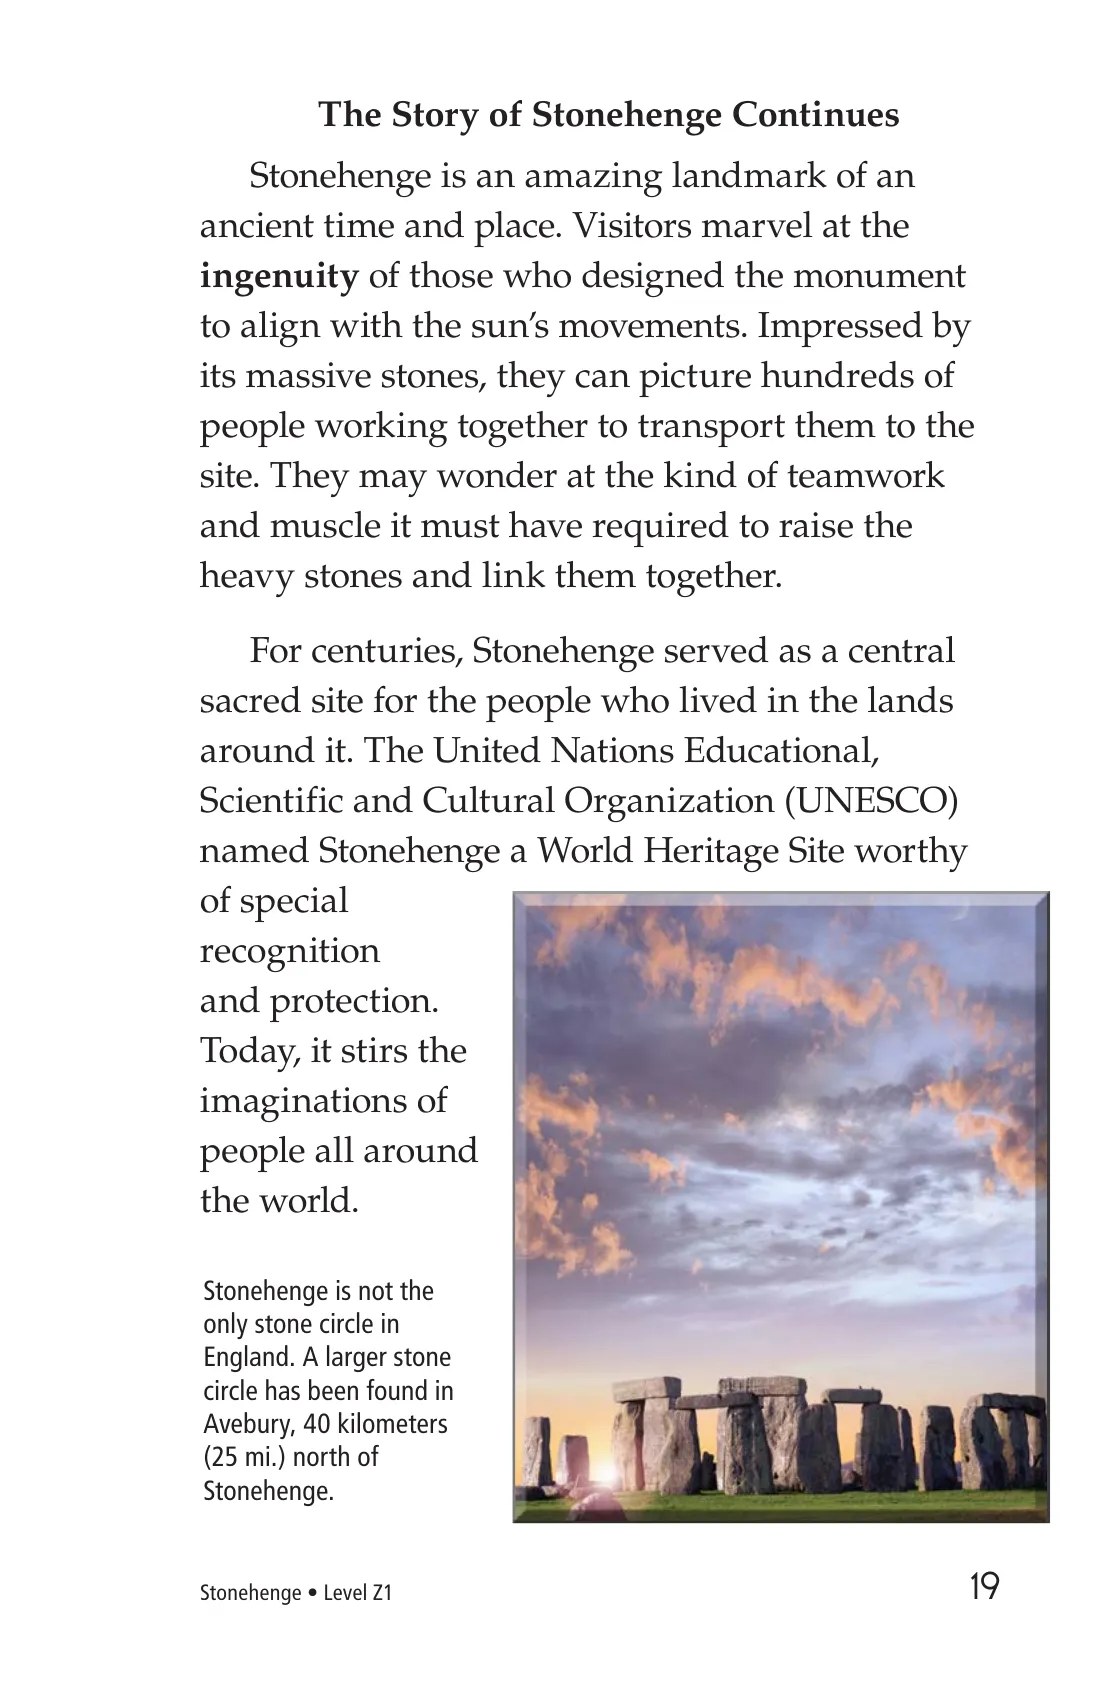 The Story of Stonehenge Continues
Stonehenge is an amazing landmark of an
ancient time and place. Visitors marvel at the
ingenuity of those who designed the monument
to align with the sun’s movements. Impressed by
its massive stones, they can picture hundreds of
people working together to transport them to the
site. They may wonder at the kind of teamwork
and muscle it must have required to raise the
heavy stones and link them together.
For centuries, Stonehenge served as a central
sacred site for the people who lived in the lands
around it. The United Nations Educational,
Scientific and Cultural Organization (UNESCO)
named Stonehenge a World Heritage Site worthy
of special
recognition
and protection.
Today, it stirs the
imaginations of
people all around
the world.
Stonehenge is not the
only stone circle in
England. A larger stone
circle has been found in
Avebury, 40 kilometers
(25 mi.) north of
Stonehenge.
Stonehenge • Level Z1
19